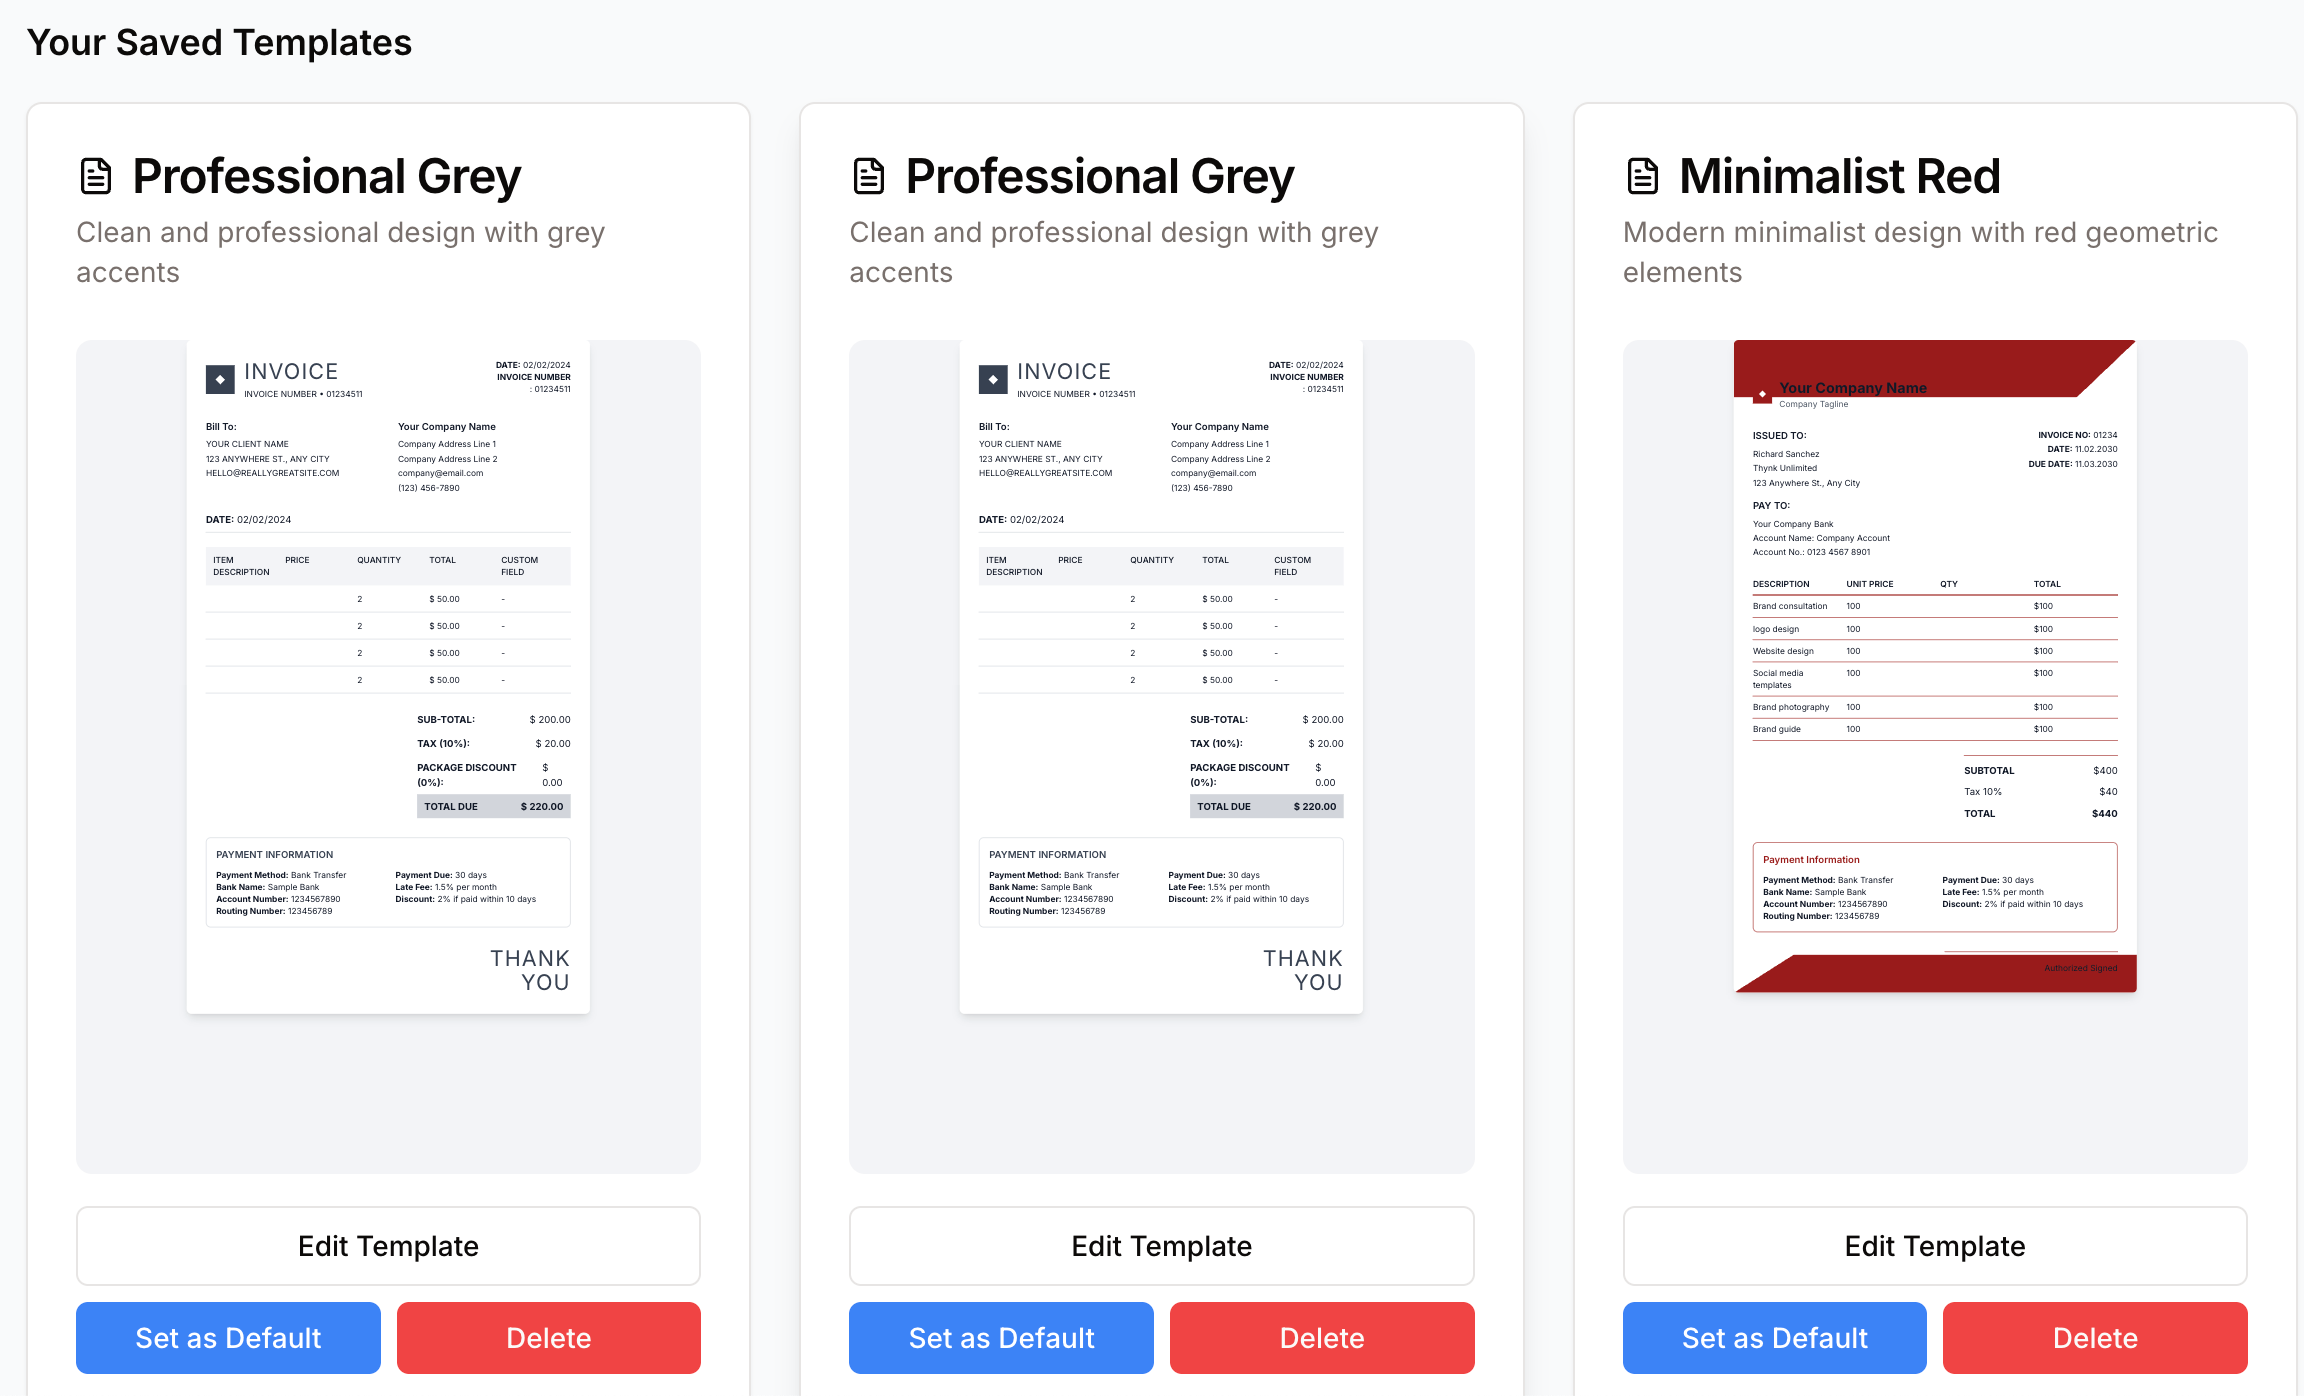 Your Saved Templates
Professional Grey
Clean and professional design with grey
accents
INVOICE
INVOICE NUMBER • 01234511
DATE: 02/02/2024
INVOICE NUMBER
: 01234511
Bill To:
YOUR CLIENT NAME
123 ANYWHERE ST., ANY CITY
HELLO@REALLYGREATSITE.COM
Your Company Name
Company Address Line 1
Company Address Line 2
company@email.com
(123) 456-7890
DATE: 02/02/2024
ITEM DESCRIPTION PRICE QUANTITY TOTAL CUSTOM FIELD
2 $ 50.00 -
2 $ 50.00 -
2 $ 50.00 -
2 $ 50.00 -
SUB-TOTAL: $ 200.00
TAX (10%): $ 20.00
PACKAGE DISCOUNT $
(0%): 0.00
TOTAL DUE $ 220.00
PAYMENT INFORMATION
Payment Method: Bank Transfer
Bank Name: Sample Bank
Account Number: 1234567890
Routing Number: 123456789
Payment Due: 30 days
Late Fee: 1.5% per month
Discount: 2% if paid within 10 days
THANK
YOU
Edit Template
Set as Default
Delete
Professional Grey
Clean and professional design with grey
accents
INVOICE
INVOICE NUMBER • 01234511
DATE: 02/02/2024
INVOICE NUMBER
: 01234511
Bill To:
YOUR CLIENT NAME
123 ANYWHERE ST., ANY CITY
HELLO@REALLYGREATSITE.COM
Your Company Name
Company Address Line 1
Company Address Line 2
company@email.com
(123) 456-7890
DATE: 02/02/2024
ITEM DESCRIPTION PRICE QUANTITY TOTAL CUSTOM FIELD
2 $ 50.00 -
2 $ 50.00 -
2 $ 50.00 -
2 $ 50.00 -
SUB-TOTAL: $ 200.00
TAX (10%): $ 20.00
PACKAGE DISCOUNT $
(0%): 0.00
TOTAL DUE $ 220.00
PAYMENT INFORMATION
Payment Method: Bank Transfer
Bank Name: Sample Bank
Account Number: 1234567890
Routing Number: 123456789
Payment Due: 30 days
Late Fee: 1.5% per month
Discount: 2% if paid within 10 days
THANK
YOU
Edit Template
Set as Default
Delete
Minimalist Red
Modern minimalist design with red geometric
elements
Your Company Name
Company Tagline
ISSUED TO:
Richard Sanchez
Thynk Unlimited
123 Anywhere St., Any City
INVOICE NO: 01234
DATE: 11.02.2030
DUE DATE: 11.03.2030
PAY TO:
Your Company Bank
Account Name: Company Account
Account No.: 0123 4567 8901
DESCRIPTION UNIT PRICE QTY TOTAL
Brand consultation 100 $100
logo design 100 $100
Website design 100 $100
Social media 100 $100
templates
Brand photography 100 $100
Brand guide 100 $100
SUBTOTAL $400
Tax 10% $40
TOTAL $440
Payment Information
Payment Method: Bank Transfer
Bank Name: Sample Bank
Account Number: 1234567890
Routing Number: 123456789
Payment Due: 30 days
Late Fee: 1.5% per month
Discount: 2% if paid within 10 days
Authorized Signed
Edit Template
Set as Default
Delete